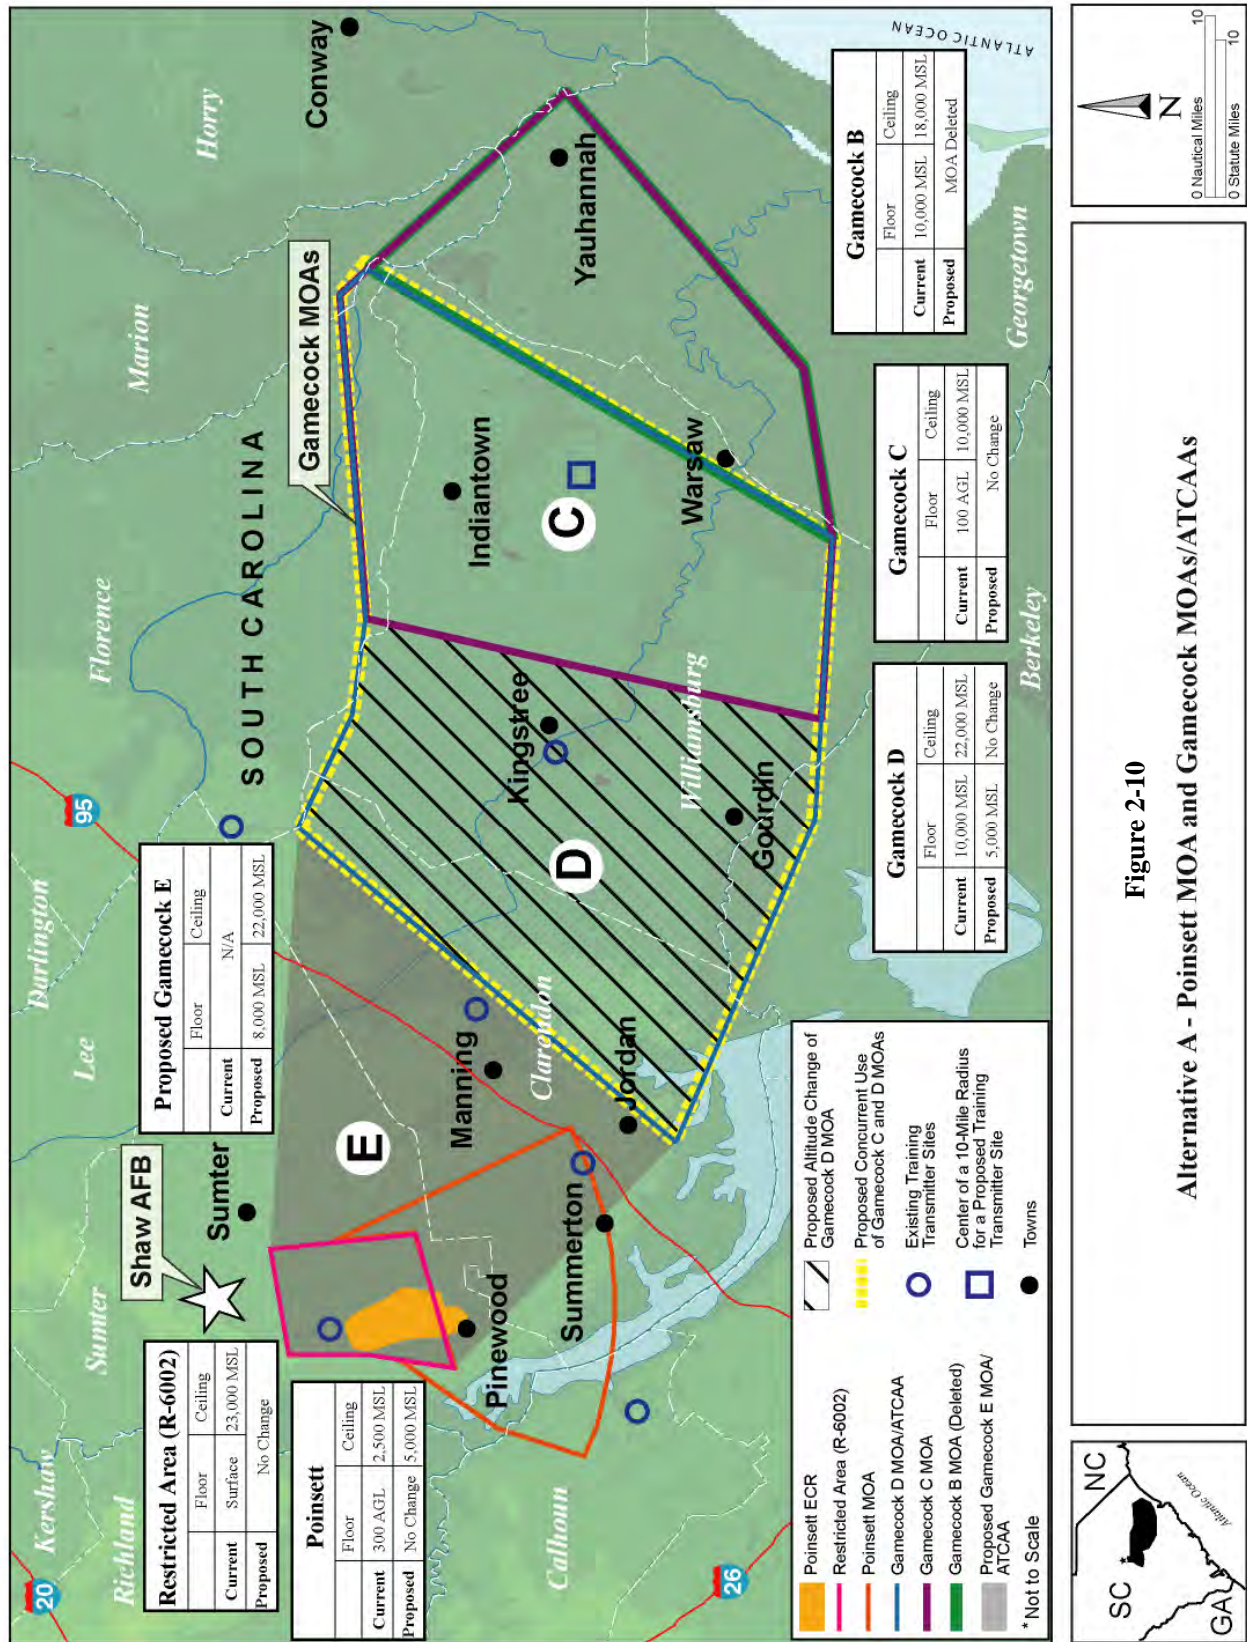 Kershaw
Richland
Sumter
Lee
Darlington
Florence
Marion
Horry
20
95
Shaw AFB
Sumter
SOUTH CAROLINA
Gamecock MOAs
Conway
Restricted Area (R-6002)
Floor Ceiling
Current Surface 23,000 MSL
Proposed No Change
Proposed Gamecock E
Floor Ceiling
Current N/A
Proposed 8,000 MSL 22,000 MSL
Poinsett
Floor Ceiling
Current 300 AGL 2,500 MSL
Proposed No Change 5,000 MSL
E
Pinewood
Manning
Summerton
Clarendon
Jordan
D
Kingstree
Williamsburg
Gourdin
C
Indiantown
Warsaw
Yauhannah
Calhoun
26
Berkeley
Georgetown
ATLANTIC OCEAN
Gamecock D
Floor Ceiling
Current 10,000 MSL 22,000 MSL
Proposed 5,000 MSL No Change
Gamecock C
Floor Ceiling
Current 100 AGL 10,000 MSL
Proposed No Change
Gamecock B
Floor Ceiling
Current 10,000 MSL 18,000 MSL
Proposed MOA Deleted
Poinsett ECR
Restricted Area (R-6002)
Poinsett MOA
Gamecock D MOA/ATCAA
Gamecock C MOA
Gamecock B MOA (Deleted)
Proposed Gamecock E MOA/
ATCAA
*Not to Scale
Proposed Altitude Change of
Gamecock D MOA
Proposed Concurrent Use
of Gamecock C and D MOAs
Existing Training
Transmitter Sites
Center of a 10-Mile Radius
for a Proposed Training
Transmitter Site
Towns
NC
SC
GA
Atlantic Ocean
Figure 2-10
Alternative A - Poinsett MOA and Gamecock MOAs/ATCAAs
N
0 Nautical Miles 10
0 Statute Miles 10